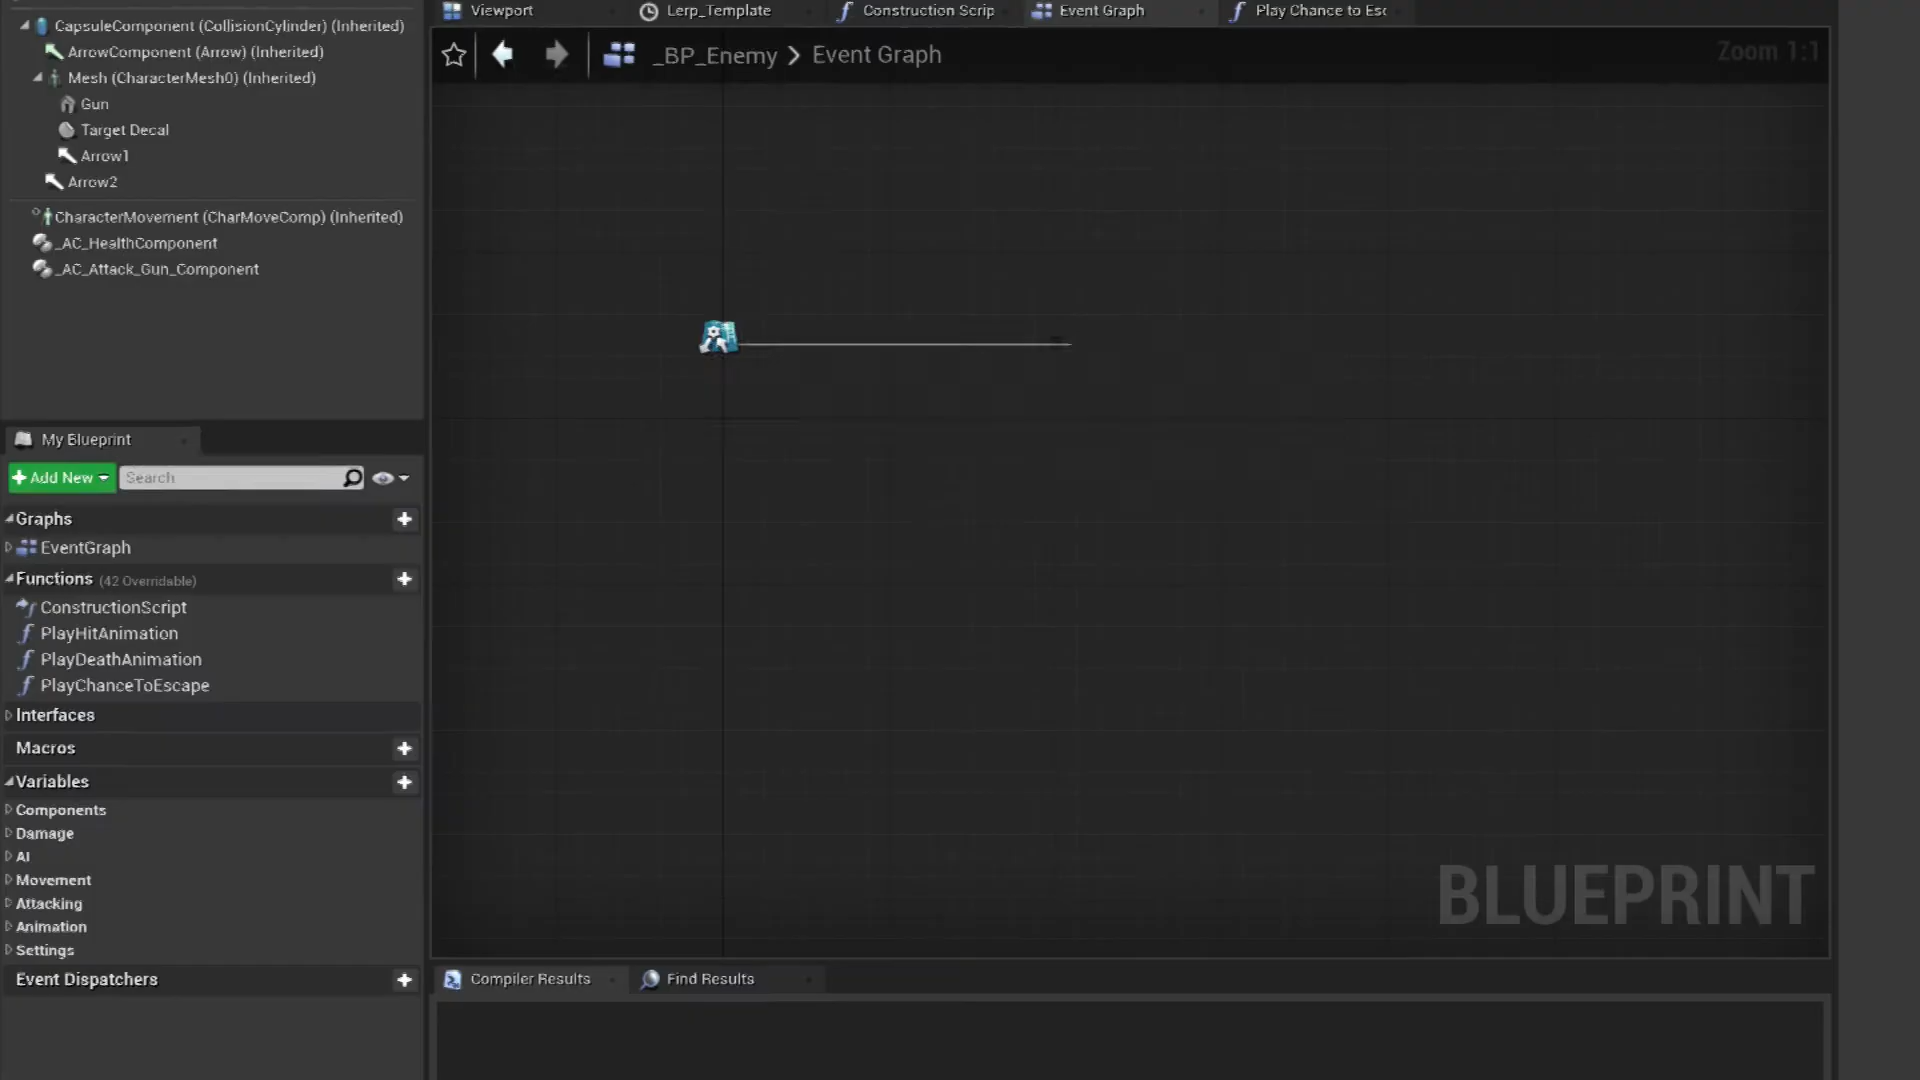 CapsuleComponent (CollisionCylinder) (Inherited)
ArrowComponent (Arrow) (Inherited)
Mesh (CharacterMesh0) (Inherited)
Gun
Target Decal
Arrow1
Arrow2
CharacterMovement (CharMoveComp) (Inherited)
_AC_HealthComponent
_AC_Attack_Gun_Component
My Blueprint
Add New
Search
Graphs
EventGraph
Functions (42 Overridable)
ConstructionScript
PlayHitAnimation
PlayDeathAnimation
PlayChanceToEscape
Interfaces
Macros
Variables
Components
Damage
AI
Movement
Attacking
Animation
Settings
Event Dispatchers
Viewport
Lerp_Template
Construction Scrip
Event Graph
Play Chance to Esc
_BP_Enemy > Event Graph
Zoom 1:1
BLUEPRINT
Compiler Results
Find Results